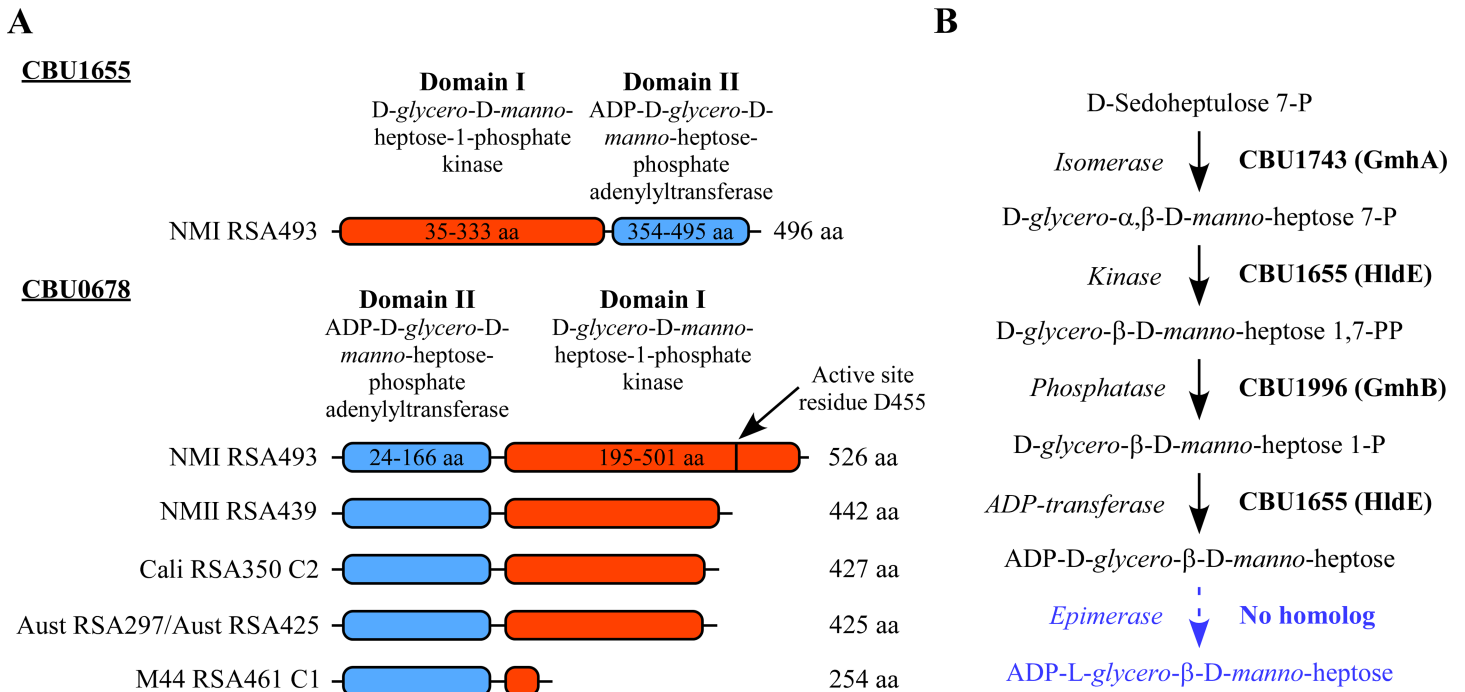 A
CBU1655
Domain I
D-glycero-D-manno-
heptose-1-phosphate
kinase
Domain II
ADP-D-glycero-D-
manno-heptose-
phosphate
adenylyltransferase
NMI RSA493
35-333 aa
354-495 aa
496 aa
CBU0678
Domain II
ADP-D-glycero-D-
manno-heptose-
phosphate
adenylyltransferase
Domain I
D-glycero-D-manno-
heptose-1-phosphate
kinase
Active site
residue D455
NMI RSA493
24-166 aa
195-501 aa
526 aa
NMII RSA439
442 aa
Cali RSA350 C2
427 aa
Aust RSA297/Aust RSA425
425 aa
M44 RSA461 C1
254 aa
B
D-Sedoheptulose 7-P
Isomerase
CBU1743 (GmhA)
D-glycero-α,β-D-manno-heptose 7-P
Kinase
CBU1655 (HldE)
D-glycero-β-D-manno-heptose 1,7-PP
Phosphatase
CBU1996 (GmhB)
D-glycero-β-D-manno-heptose 1-P
ADP-transferase
CBU1655 (HldE)
ADP-D-glycero-β-D-manno-heptose
Epimerase
No homolog
ADP-L-glycero-β-D-manno-heptose